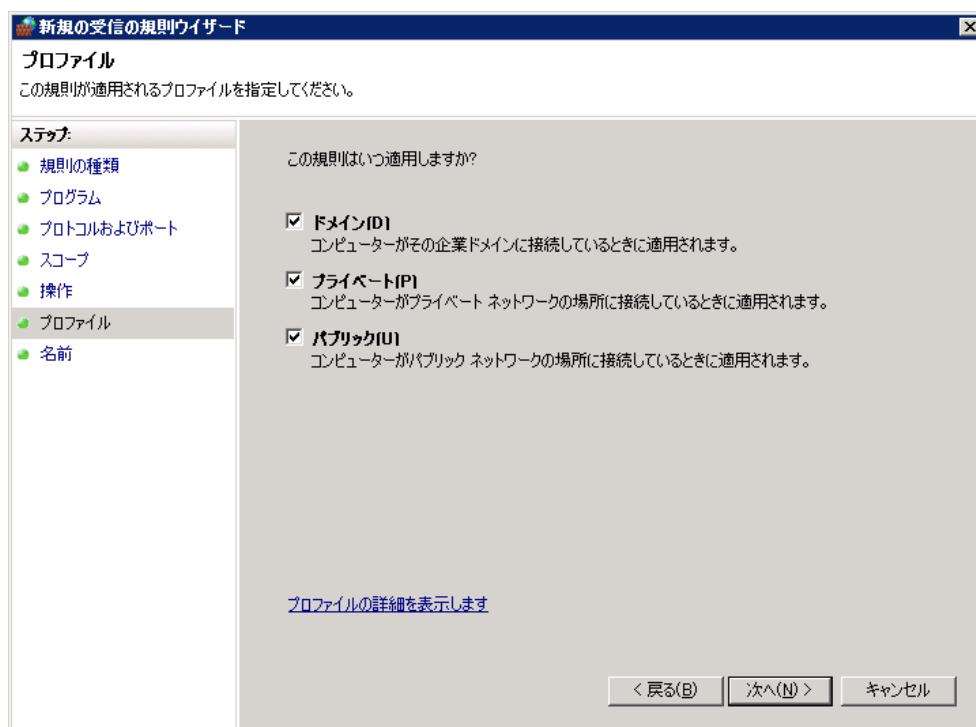 新規の受信の規則ウィザード
プロファイル
この規則が適用されるプロファイルを指定してください。
ステップ:
規則の種類
プログラム
プロトコルおよびポート
スコープ
操作
プロファイル
名前
この規則はいつ適用しますか?
ドメイン(D)
コンピューターがその企業ドメインに接続しているときに適用されます。
プライベート(P)
コンピューターがプライベート ネットワークの場所に接続しているときに適用されます。
パブリック(U)
コンピューターがパブリック ネットワークの場所に接続しているときに適用されます。
プロファイルの詳細を表示します
< 戻る(B)
次へ(N) >
キャンセル